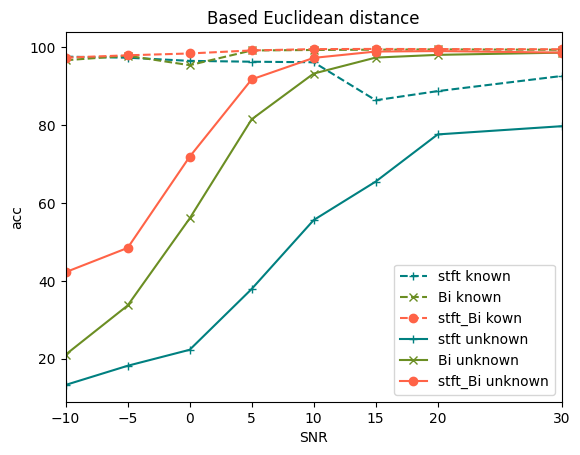 Based Euclidean distance
acc
100
80
60
40
20
−10
−5
0
5
10
15
20
30
SNR
stft known
Bi known
stft_Bi kown
stft unknown
Bi unknown
stft_Bi unknown